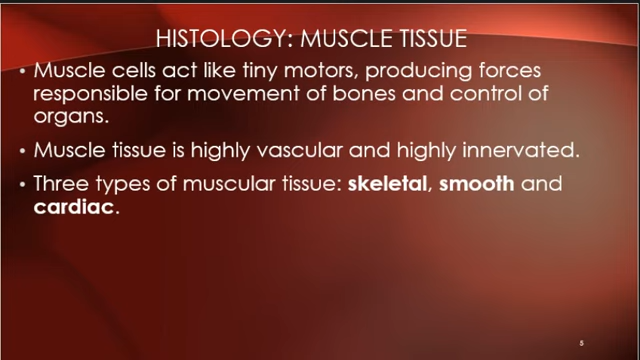 HISTOLOGY: MUSCLE TISSUE
• Muscle cells act like tiny motors, producing forces
responsible for movement of bones and control of
organs.
• Muscle tissue is highly vascular and highly innervated.
• Three types of muscular tissue: skeletal, smooth and
cardiac.
5